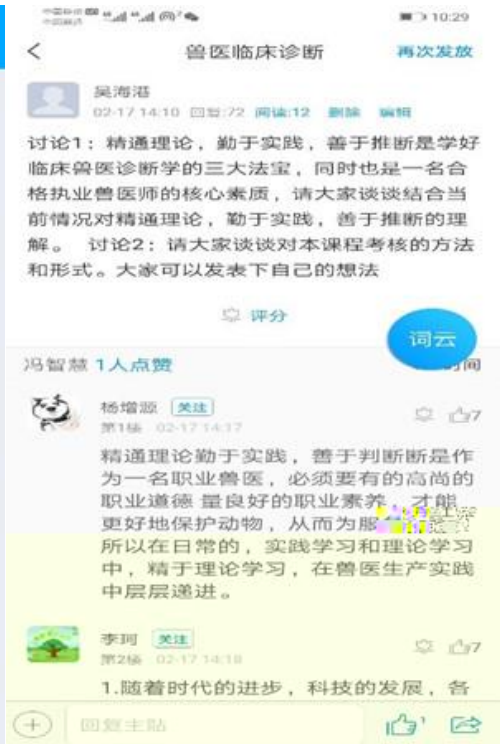 10:29
兽医临床诊断
再次发放
吴海港
02-17 14:10 回复:72 阅读:12 删除 编辑
讨论1：精通理论，勤于实践，善于推断是学好
临床兽医诊断学的三大法宝，同时也是一名合
格执业兽医师的核心素质，请大家谈谈结合当
前情况对精通理论，勤于实践，善于推断的理
解。 讨论2：请大家谈谈对本课程考核的方法
和形式。大家可以发表下自己的想法
评分
词云
冯智慧 1人点赞
时间
杨增源 关注
7
第1楼 02-17 14:17
精通理论勤于实践，善于判断断是作
为一名职业兽医，必须要有的高尚的
职业道德 量良好的职业素养，才能
更好地保护动物，从而为服
所以在日常的，实践学习和理论学习
中，精于理论学习，在兽医生产实践
中层层递进。
李珂 关注
7
第2楼 02-17 14:18
1.随着时代的进步，科技的发展，各
回复主贴